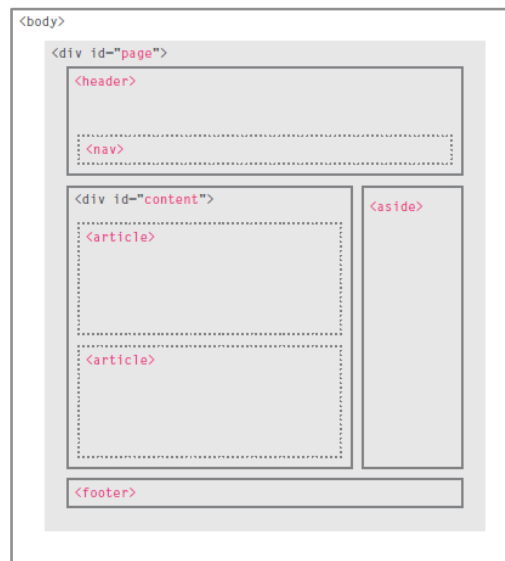 <body>
<div id="page">
<header>
<nav>
<div id="content">
<aside>
<article>
<article>
<footer>